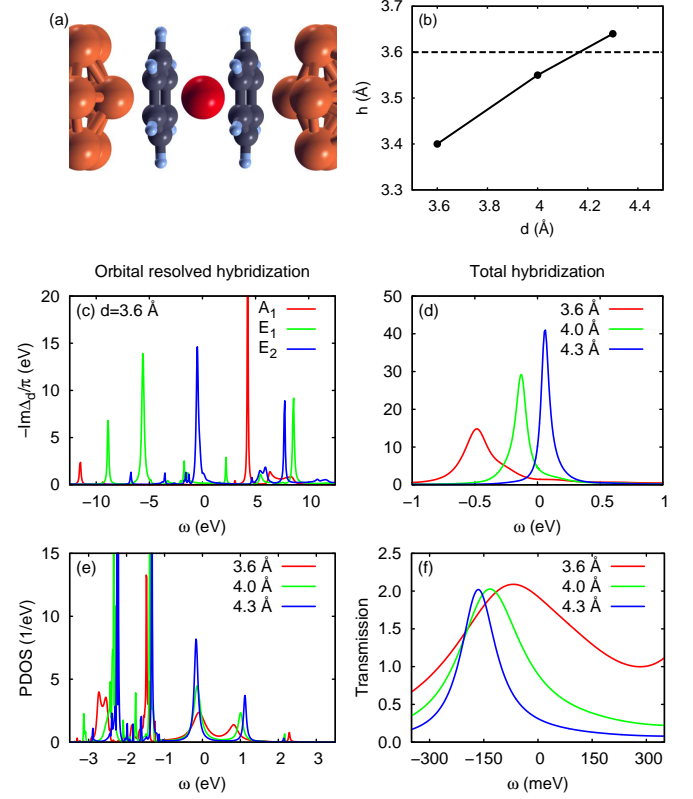 (a)
(b)
h (Å)
3.6
3.5
3.4
3.3
3.6 3.8 4 4.2 4.4
d (Å)
Orbital resolved hybridization
Total hybridization
(c) d=3.6 Å
A1
E1
E2
−ImΔd/π (eV)
20
15
10
5
0
−10 −5 0 5 10
ω (eV)
(d)
3.6 Å
4.0 Å
4.3 Å
50
40
30
20
10
0
−1 −0.5 0 0.5 1
ω (eV)
(e)
3.6 Å
4.0 Å
4.3 Å
PDOS (1/eV)
15
10
5
0
−3 −2 −1 0 1 2 3
ω (eV)
(f)
3.6 Å
4.0 Å
4.3 Å
Transmission
2.5
2.0
1.5
1.0
0.5
0.0
−300 −150 0 150 300
ω (meV)